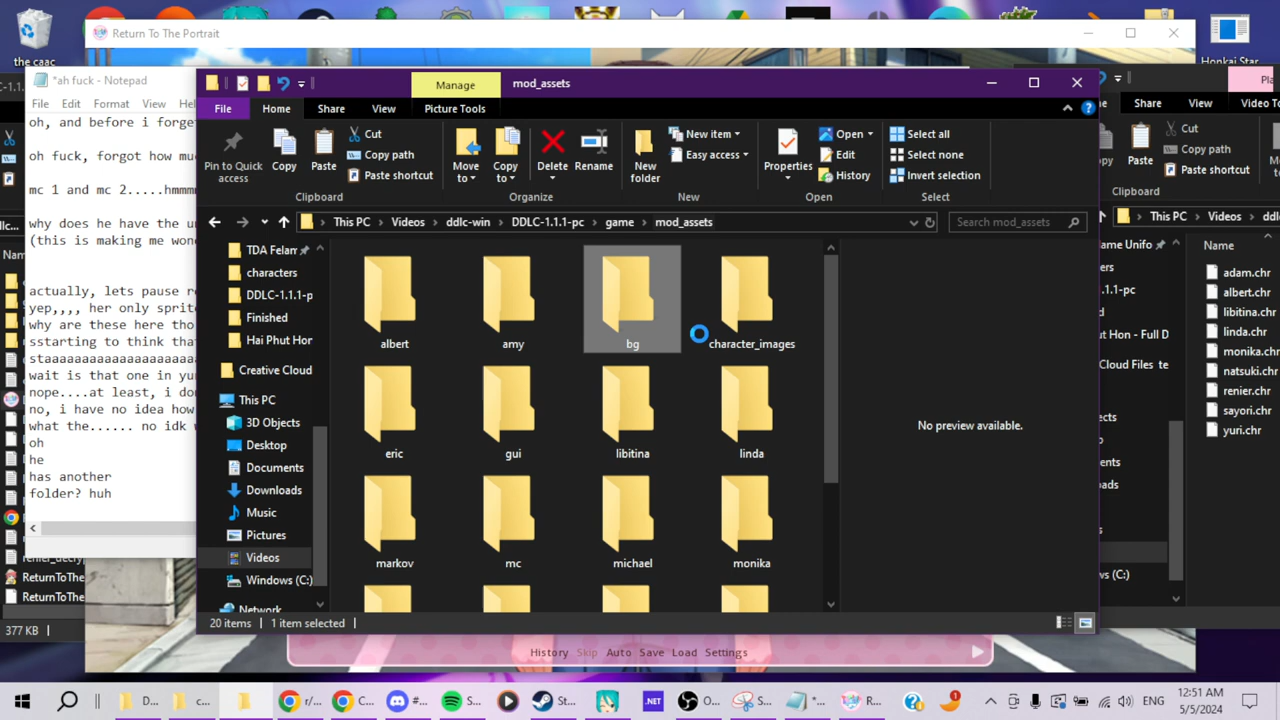 the caac
Honkai Star
Return To The Portrait
*ah fuck - Notepad
File Edit Format View
oh, and before i forge
oh fuck, forgot how muc
mc 1 and mc 2.....hmmm
why does he have the u
(this is making me won
actually, lets pause r
yep,,,, her only sprite
why are these here tho
sstarting to think that
staaaaaaaaaaaaaaaaaaaaa
wait is that one in yu
nope....at least, i do
no, i have no idea how
what the...... no idk
oh
he
has another
folder? huh
377 KB
Manage
mod_assets
File Home Share View Picture Tools
Pin to Quick access
Copy
Paste
Cut
Copy path
Paste shortcut
Clipboard
Move to
Copy to
Delete
Rename
Organize
New folder
New item
Easy access
New
Properties
Open
Edit
History
Open
Select all
Select none
Invert selection
Select
This PC > Videos > ddlc-win > DDLC-1.1.1-pc > game > mod_assets
Search mod_assets
TDA Felam
characters
DDLC-1.1.1-p
Finished
Hai Phut Hon
Creative Cloud
This PC
3D Objects
Desktop
Documents
Downloads
Music
Pictures
Videos
Windows (C:)
Network
albert amy bg character_images
eric gui libitina linda
markov mc michael monika
No preview available.
20 items 1 item selected
Share View Video To
Paste
Cut
Copy path
Paste shortcut
Clipboard
This PC > Videos > ddl
Name
adam.chr
albert.chr
libitina.chr
linda.chr
monika.chr
natsuki.chr
renier.chr
sayori.chr
yuri.chr
ReturnToThe
ReturnToThe
History Skip Auto Save Load Settings
D...
c...
r/...
C...
#...
S...
St...
O...
S...
*...
R...
ENG
12:51 AM
5/5/2024